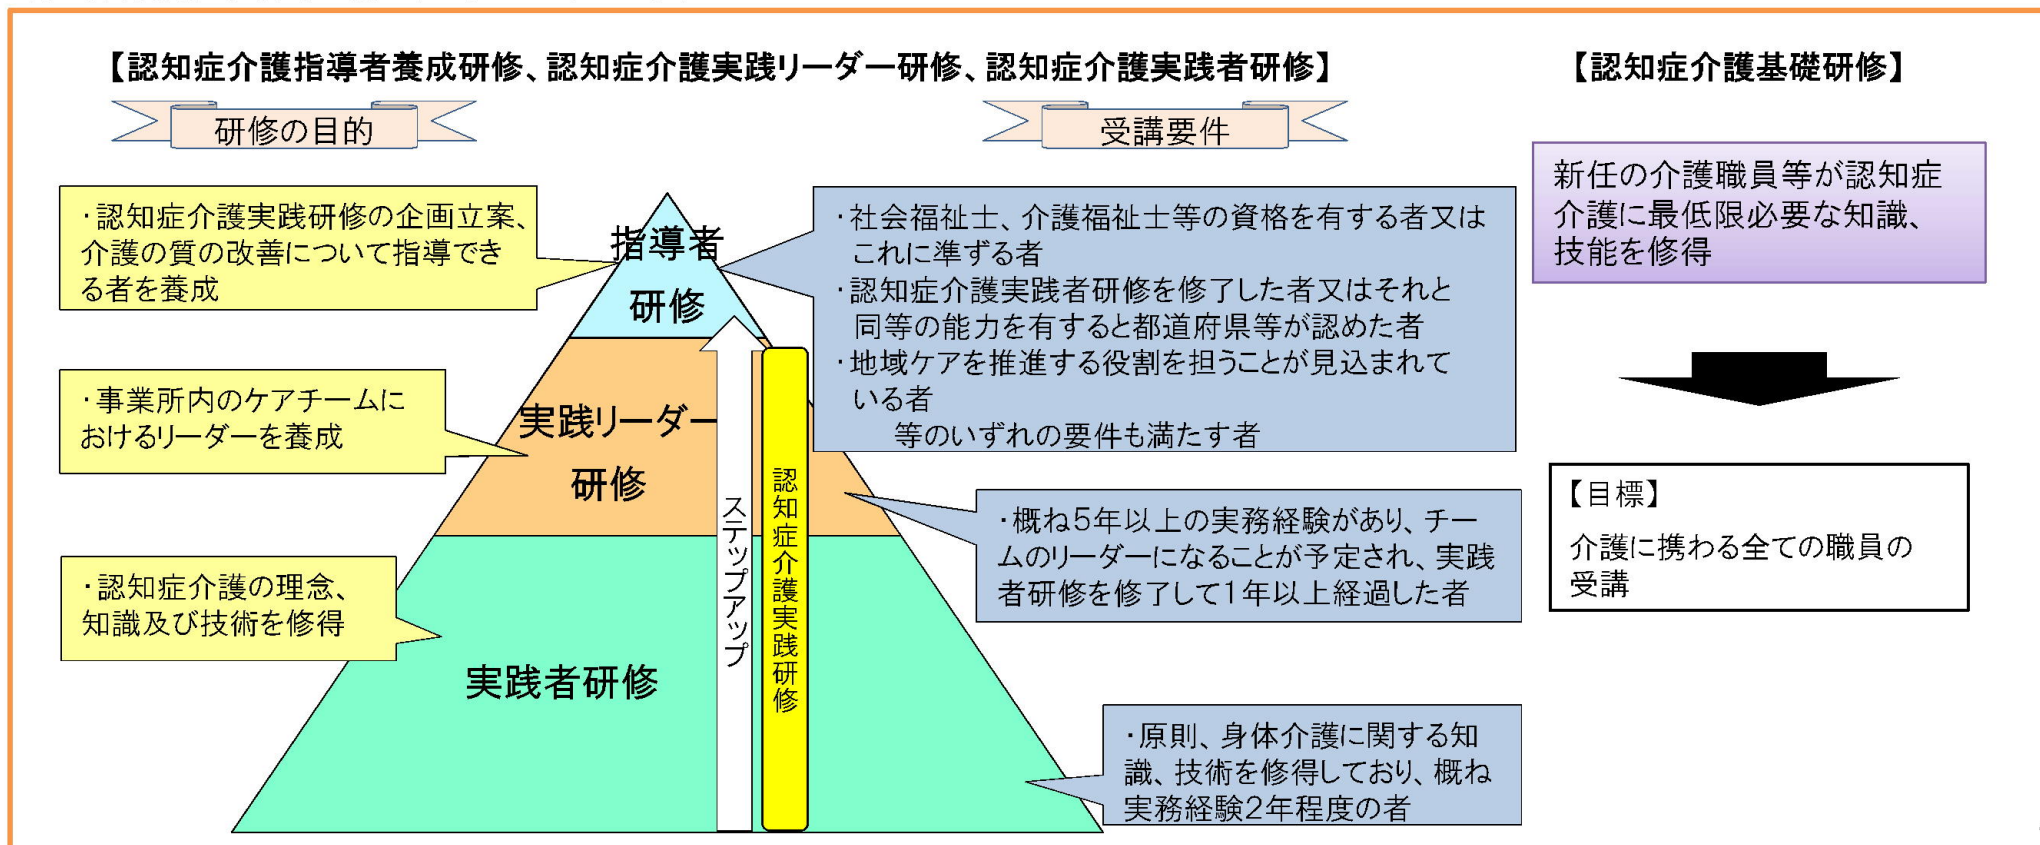 【認知症介護指導者養成研修、認知症介護実践リーダー研修、認知症介護実践者研修】
【認知症介護基礎研修】
研修の目的
受講要件
・認知症介護実践研修の企画立案、
介護の質の改善について指導でき
る者を養成
・事業所内のケアチームに
おけるリーダーを養成
・認知症介護の理念、
知識及び技術を修得
指導者
研修
実践リーダー
研修
実践者研修
ステップアップ
認知症介護実践研修
・社会福祉士、介護福祉士等の資格を有する者又は
これに準ずる者
・認知症介護実践者研修を修了した者又はそれと
同等の能力を有すると都道府県等が認めた者
・地域ケアを推進する役割を担うことが見込まれて
いる者
等のいずれの要件も満たす者
・概ね5年以上の実務経験があり、チー
ムのリーダーになることが予定され、実践
者研修を修了して1年以上経過した者
・原則、身体介護に関する知
識、技術を修得しており、概ね
実務経験2年程度の者
新任の介護職員等が認知症
介護に最低限必要な知識、
技能を修得
【目標】
介護に携わる全ての職員の
受講